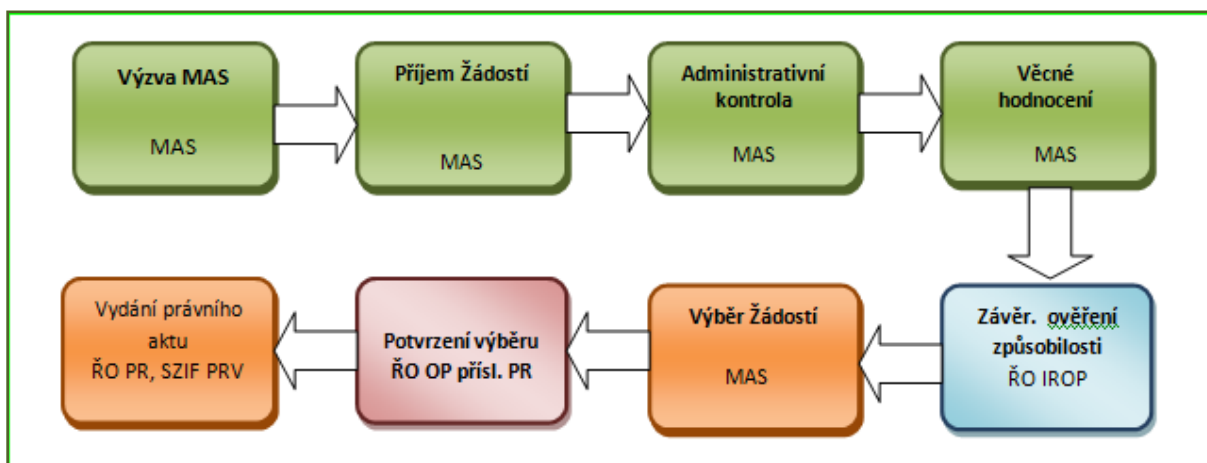 Výzva MAS
MAS
Příjem Žádostí
MAS
Administrativní
kontrola
MAS
Věcné
hodnocení
MAS
Závěr. ověření
způsobilosti
ŘO IROP
Výběr Žádostí
MAS
Potvrzení výběru
ŘO OP přísl. PR
Vydání právního
aktu
ŘO PR, SZIF PRV